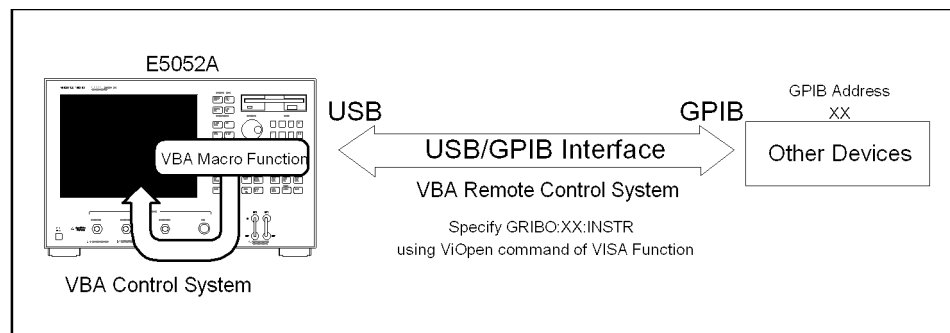 E5052A
USB
GPIB
GPIB Address
XX
VBA Macro Function
USB/GPIB Interface
Other Devices
VBA Remote Control System
Specify GRIBO:XX:INSTR
using ViOpen command of VISA Function
VBA Control System